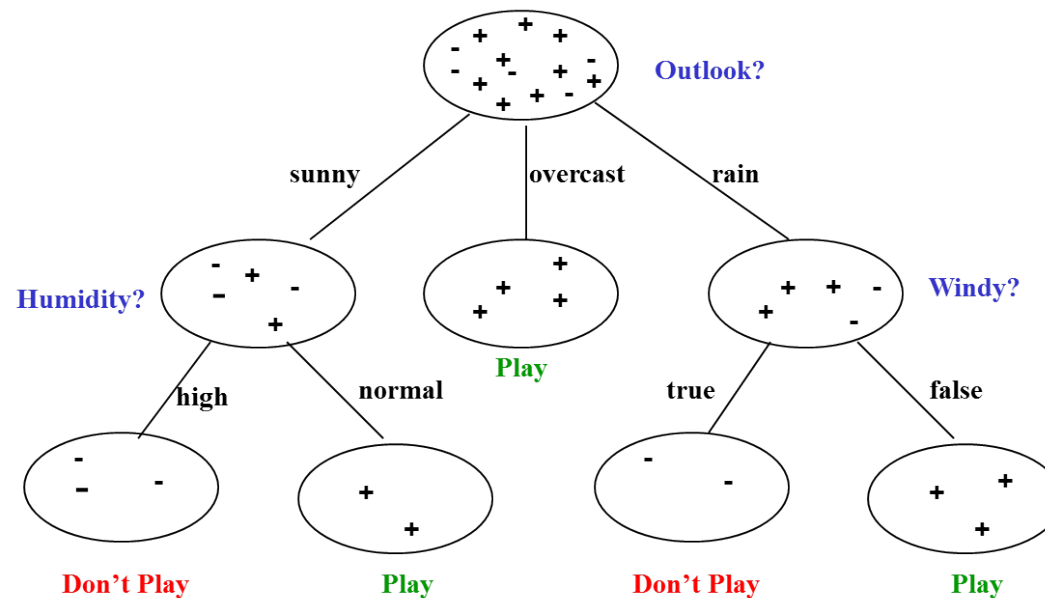 Outlook?
sunny
overcast
rain
Humidity?
Windy?
Play
high
normal
true
false
Don’t Play
Play
Don’t Play
Play